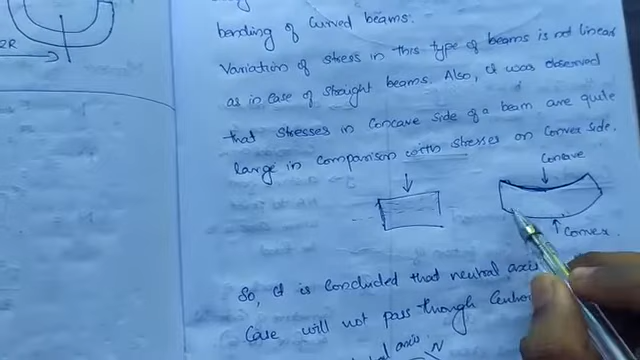 2R
bending of Curved beams.
Variation of stress in this type of beams is not linear
as in case of straight beams. Also, it was observed
that stresses in Concave side of a beam are quite
large in comparison with stresses on Convex side.
Concave
Convex.
So, it is concluded that neutral axis
Case will not pass through
axis.
N